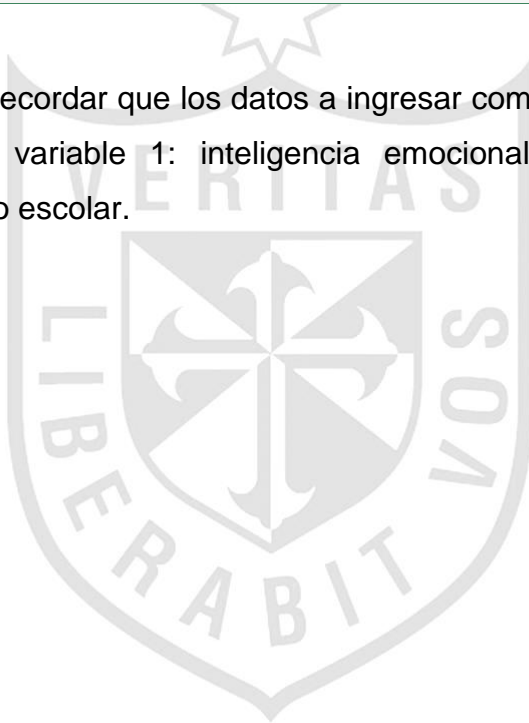 ecordar que los datos a ingresar com
variable 1: inteligencia emocional
o escolar.
VERITAS
LIBERABIT
VOS